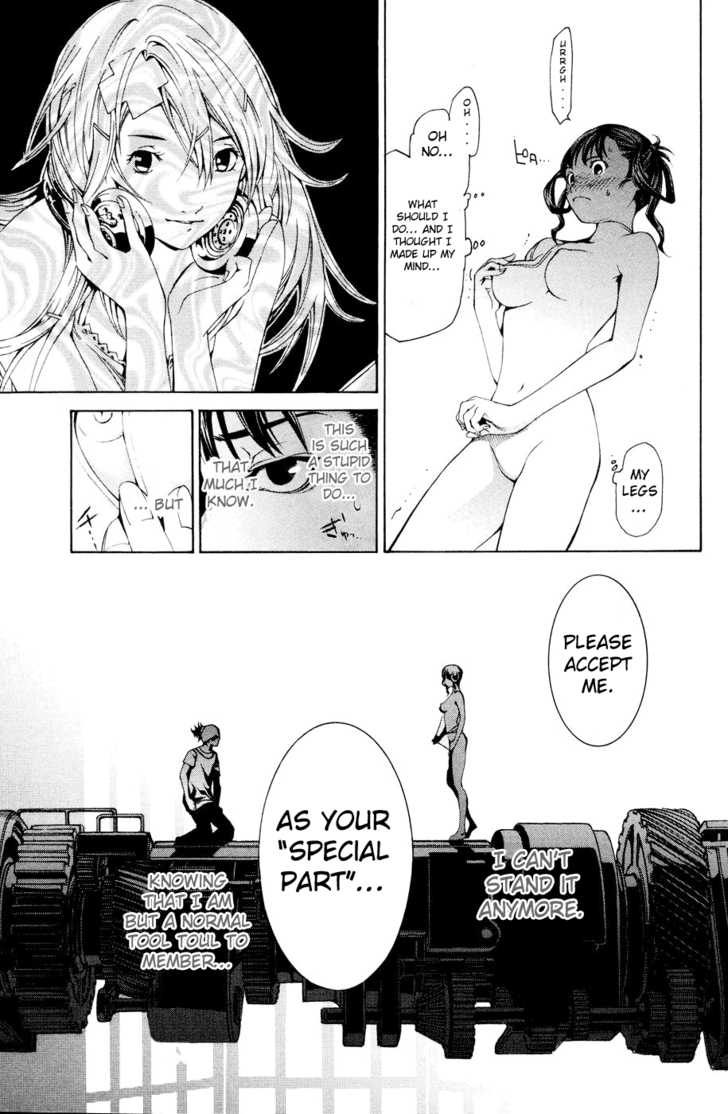 URRGH...
OH...
OH
NO...
WHAT
SHOULD I
DO... AND I
THOUGHT I
MADE UP MY
MIND...
MY
LEGS
...
THIS
IS SUCH
A STUPID
THING TO
DO...
THAT
MUCH I
KNOW.
... BUT
PLEASE
ACCEPT
ME.
AS YOUR
"SPECIAL
PART"...
I CAN'T
STAND IT
ANYMORE.
KNOWING
THAT I AM
BUT A NORMAL
TOOL TOUL TO
MEMBER...